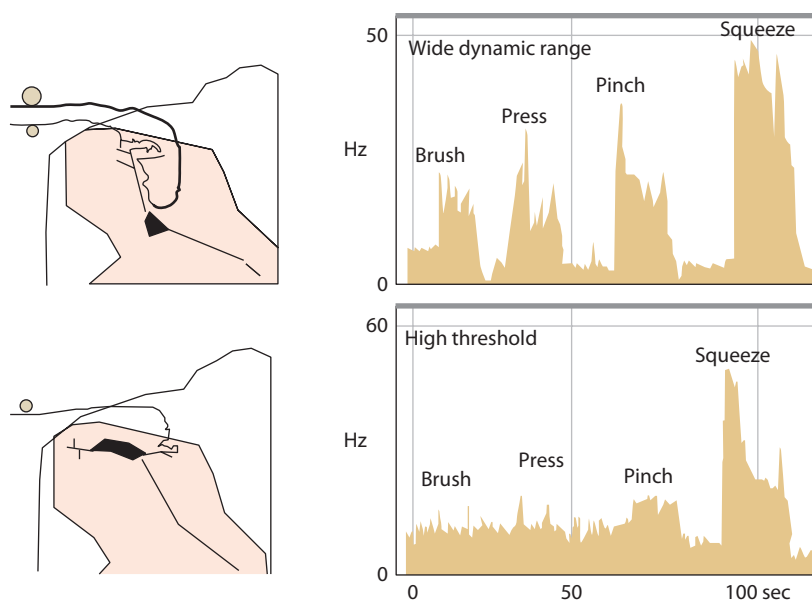 50
Wide dynamic range
Squeeze
Pinch
Press
Hz
Brush
0
60
High threshold
Squeeze
Hz
Press
Pinch
Brush
0
0
50
100 sec